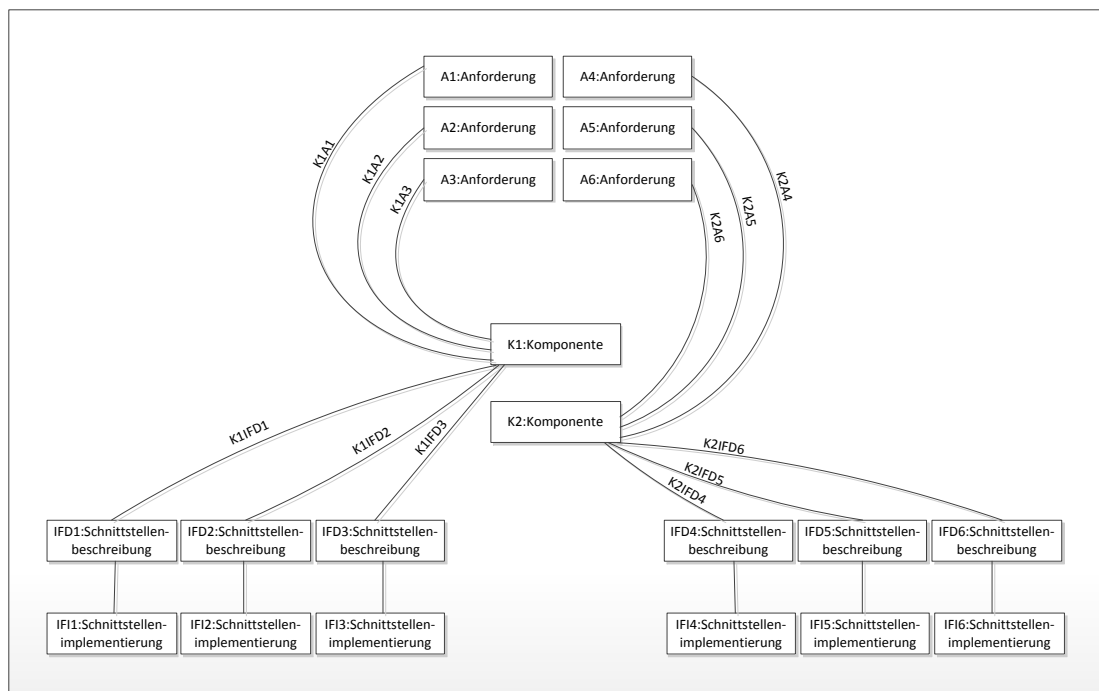 A1:Anforderung
A4:Anforderung
A2:Anforderung
A5:Anforderung
A3:Anforderung
A6:Anforderung
K1A1
K1A2
K1A3
K2A6
K2A5
K2A4
K1:Komponente
K2:Komponente
K1IFD1
K1IFD2
K1IFD3
K2IFD6
K2IFD5
K2IFD4
IFD1:Schnittstellen-
beschreibung
IFD2:Schnittstellen-
beschreibung
IFD3:Schnittstellen-
beschreibung
IFD4:Schnittstellen-
beschreibung
IFD5:Schnittstellen-
beschreibung
IFD6:Schnittstellen-
beschreibung
IFI1:Schnittstellen-
implementierung
IFI2:Schnittstellen-
implementierung
IFI3:Schnittstellen-
implementierung
IFI4:Schnittstellen-
implementierung
IFI5:Schnittstellen-
implementierung
IFI6:Schnittstellen-
implementierung